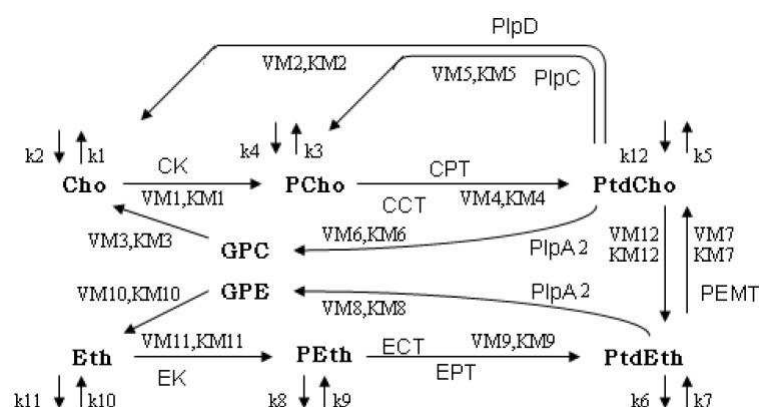 PlpD
VM2,KM2
VM5,KM5
PlpC
k2 k1
k4 k3
k12 k5
CK
CPT
Cho
VM1,KM1
PCho
VM4,KM4
PtdCho
CCT
VM3,KM3
VM6,KM6
GPC
PlpA2
VM12 VM7
KM12 KM7
VM10,KM10
GPE
PlpA2
PEMT
VM8,KM8
VM11,KM11
Eth
PEth
ECT
VM9,KM9
PtdEth
EK
EPT
k11 k10
k8 k9
k6 k7